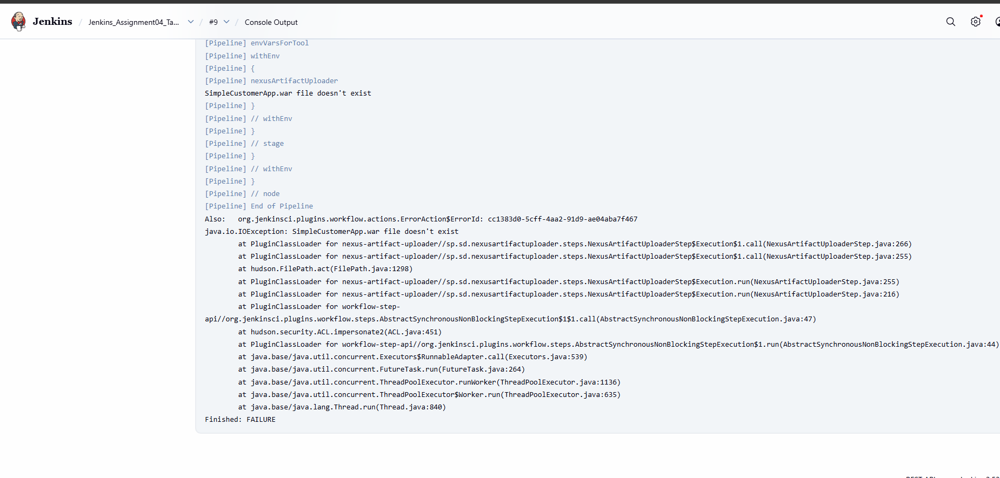 Jenkins / Jenkins_Assignment04_Ta... / #9 / Console Output
[Pipeline] envVarsForTool
[Pipeline] withEnv
[Pipeline] {
[Pipeline] nexusArtifactUploader
SimpleCustomerApp.war file doesn't exist
[Pipeline] }
[Pipeline] // withEnv
[Pipeline] }
[Pipeline] // stage
[Pipeline] }
[Pipeline] // withEnv
[Pipeline] }
[Pipeline] // node
[Pipeline] End of Pipeline
Also:   org.jenkinsci.plugins.workflow.actions.ErrorAction$ErrorId: cc1383d0-5cff-4aa2-91d9-ae04aba7f467
java.io.IOException: SimpleCustomerApp.war file doesn't exist
at PluginClassLoader for nexus-artifact-uploader//sp.sd.nexusartifactuploader.steps.NexusArtifactUploaderStep$Execution$1.call(NexusArtifactUploaderStep.java:266)
at PluginClassLoader for nexus-artifact-uploader//sp.sd.nexusartifactuploader.steps.NexusArtifactUploaderStep$Execution$1.call(NexusArtifactUploaderStep.java:255)
at hudson.FilePath.act(FilePath.java:1298)
at PluginClassLoader for nexus-artifact-uploader//sp.sd.nexusartifactuploader.steps.NexusArtifactUploaderStep$Execution.run(NexusArtifactUploaderStep.java:255)
at PluginClassLoader for nexus-artifact-uploader//sp.sd.nexusartifactuploader.steps.NexusArtifactUploaderStep$Execution.run(NexusArtifactUploaderStep.java:216)
at PluginClassLoader for workflow-step-
api//org.jenkinsci.plugins.workflow.steps.AbstractSynchronousNonBlockingStepExecution$1$1.call(AbstractSynchronousNonBlockingStepExecution.java:47)
at hudson.security.ACL.impersonate2(ACL.java:451)
at PluginClassLoader for workflow-step-api//org.jenkinsci.plugins.workflow.steps.AbstractSynchronousNonBlockingStepExecution$1.run(AbstractSynchronousNonBlockingStepExecution.java:44)
at java.base/java.util.concurrent.Executors$RunnableAdapter.call(Executors.java:539)
at java.base/java.util.concurrent.FutureTask.run(FutureTask.java:264)
at java.base/java.util.concurrent.ThreadPoolExecutor.runWorker(ThreadPoolExecutor.java:1136)
at java.base/java.util.concurrent.ThreadPoolExecutor$Worker.run(ThreadPoolExecutor.java:635)
at java.base/java.lang.Thread.run(Thread.java:840)
Finished: FAILURE